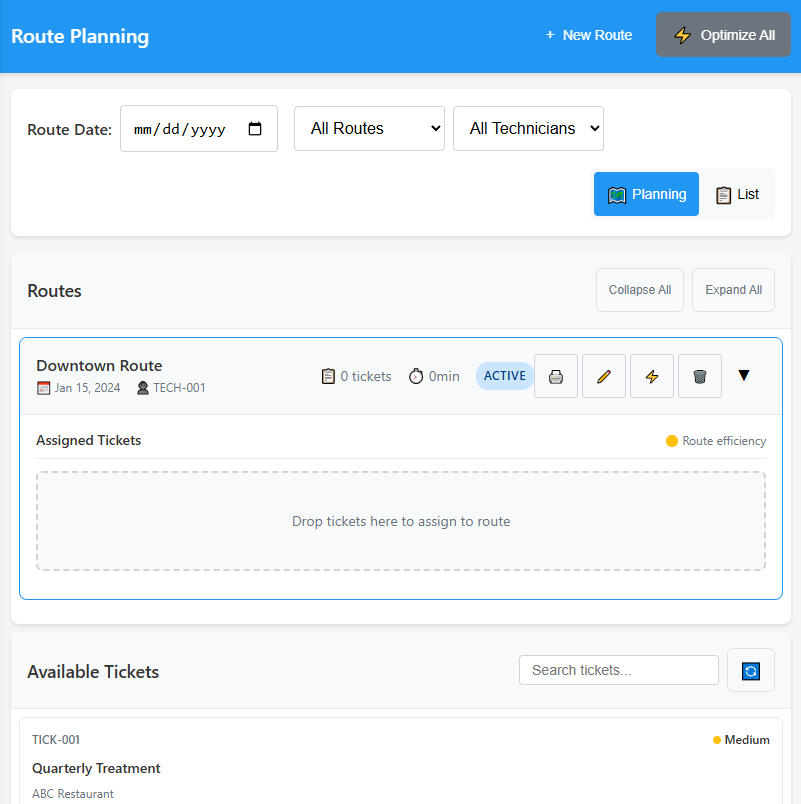 Route Planning
+ New Route
Optimize All
Route Date:
mm/dd/yyyy
All Routes
All Technicians
Planning
List
Routes
Collapse All
Expand All
Downtown Route
Jan 15, 2024
TECH-001
0 tickets
0min
ACTIVE
Assigned Tickets
Route efficiency
Drop tickets here to assign to route
Available Tickets
Search tickets...
TICK-001
Medium
Quarterly Treatment
ABC Restaurant